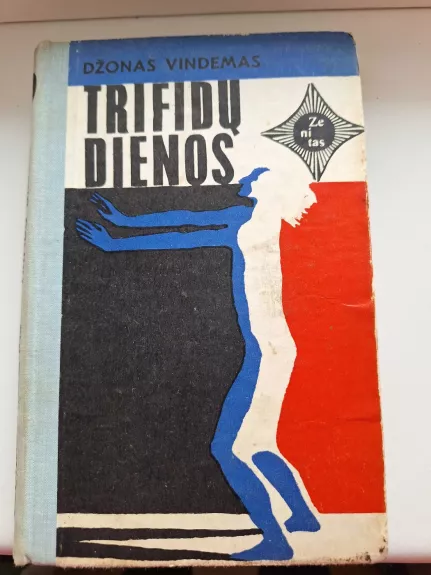 DŽONAS VINDEMAS
TRIFIDŲ
DIENOS
Ze
ni
tas